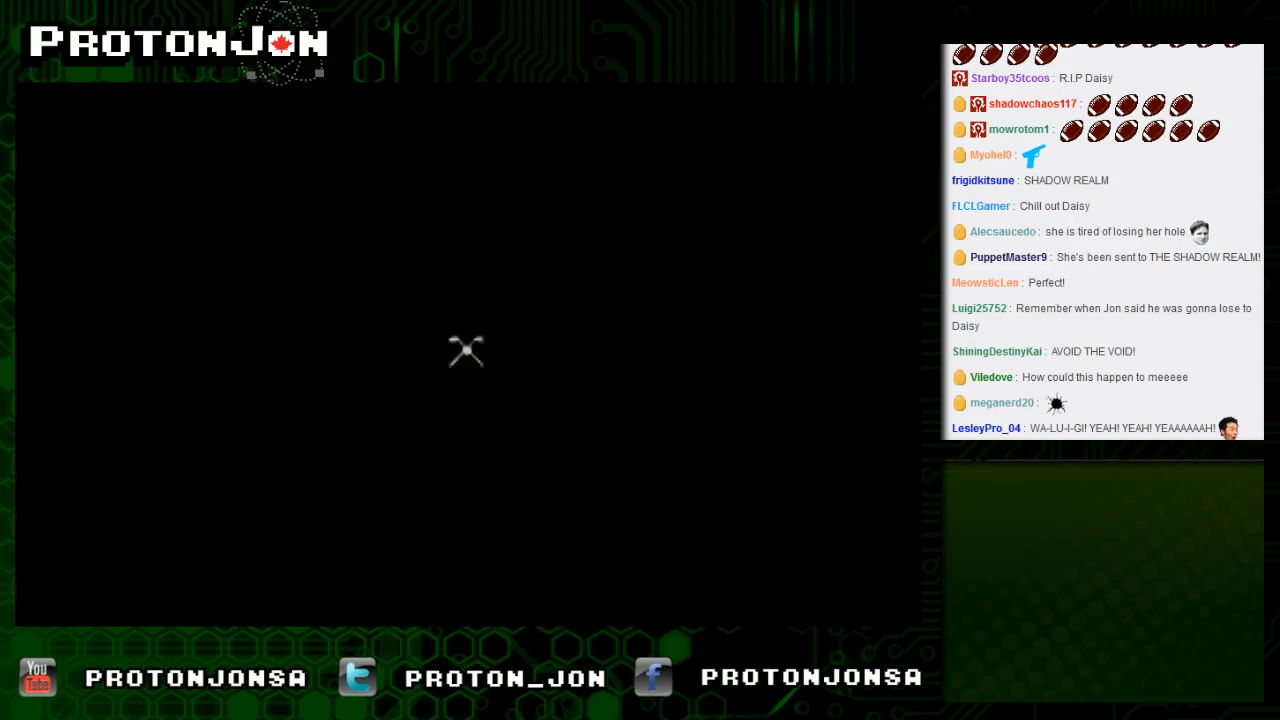 PROTONJON
Starboy35tcoos : R.I.P Daisy
shadowchaos117 :
mowrotom1 :
Myohel0 :
frigidkitsune : SHADOW REALM
FLCLGamer : Chill out Daisy
Alecsaucedo : she is tired of losing her hole
PuppetMaster9 : She's been sent to THE SHADOW REALM!
MeowsticLen : Perfect!
Luigi25752 : Remember when Jon said he was gonna lose to
Daisy
ShiningDestinyKai : AVOID THE VOID!
Viledove : How could this happen to meeeee
meganerd20 :
LesleyPro_04 : WA-LU-I-GI! YEAH! YEAH! YEAAAAAAH!
You
Tube
PROTONJONSA
PROTON_JON
PROTONJONSA